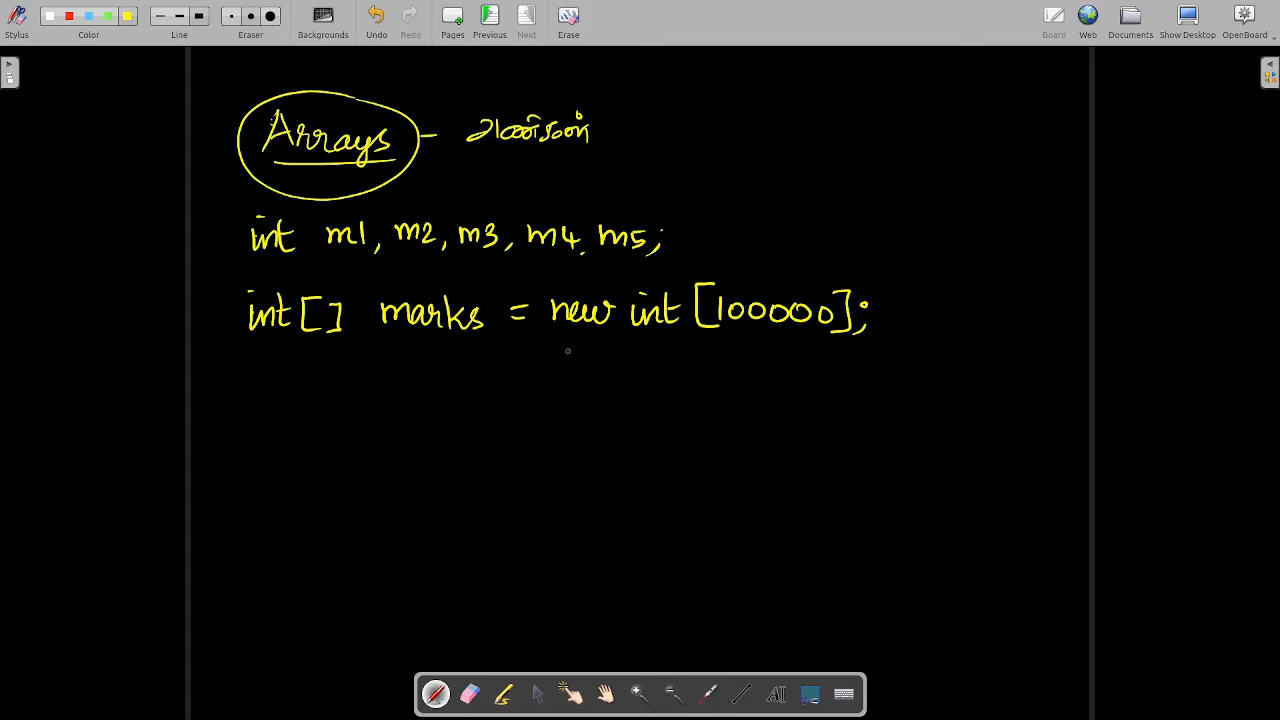 Stylus Color Line Eraser Backgrounds Undo Redo Pages Previous Next Erase Board Web Documents Show Desktop OpenBoard
Arrays -
int m1, m2, m3, m4, m5;
int[] marks = new int[100000];
AI